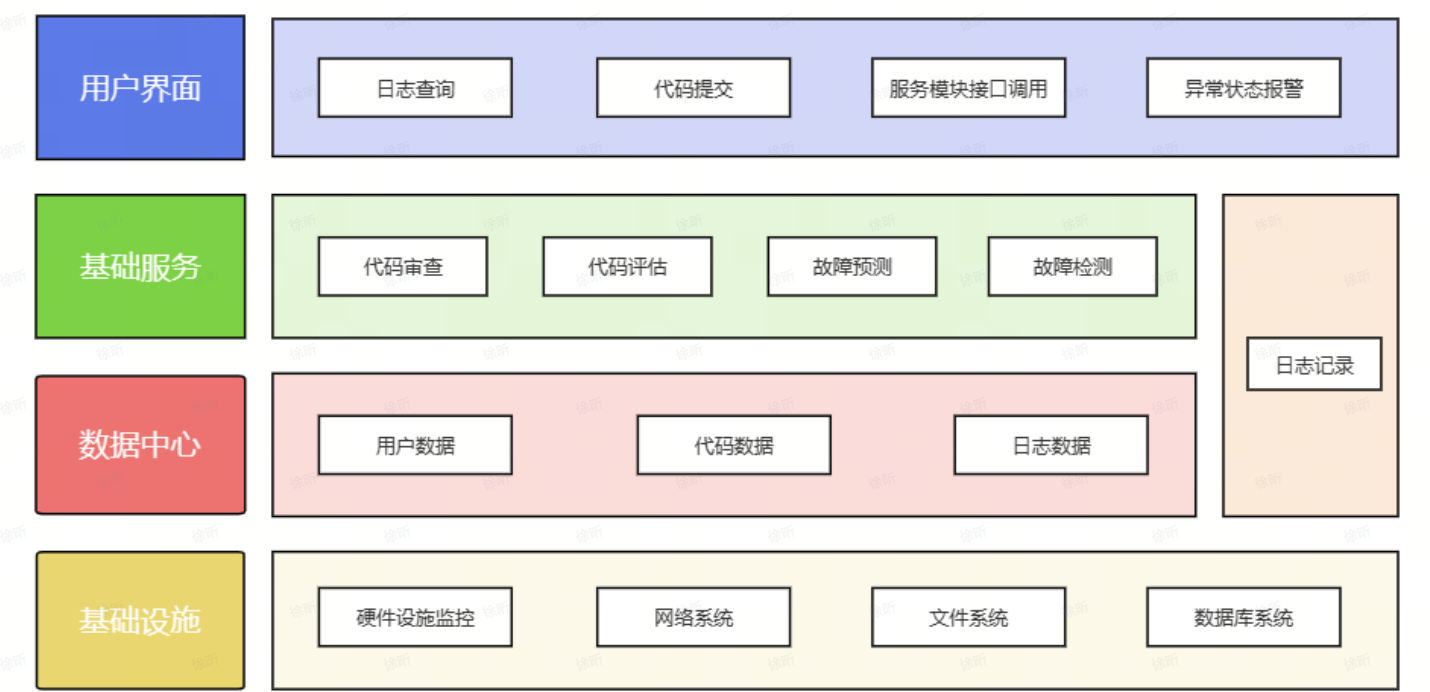 用户界面
日志查询
代码提交
服务模块接口调用
异常状态报警
基础服务
代码审查
代码评估
故障预测
故障检测
日志记录
数据中心
用户数据
代码数据
日志数据
基础设施
硬件设施监控
网络系统
文件系统
数据库系统